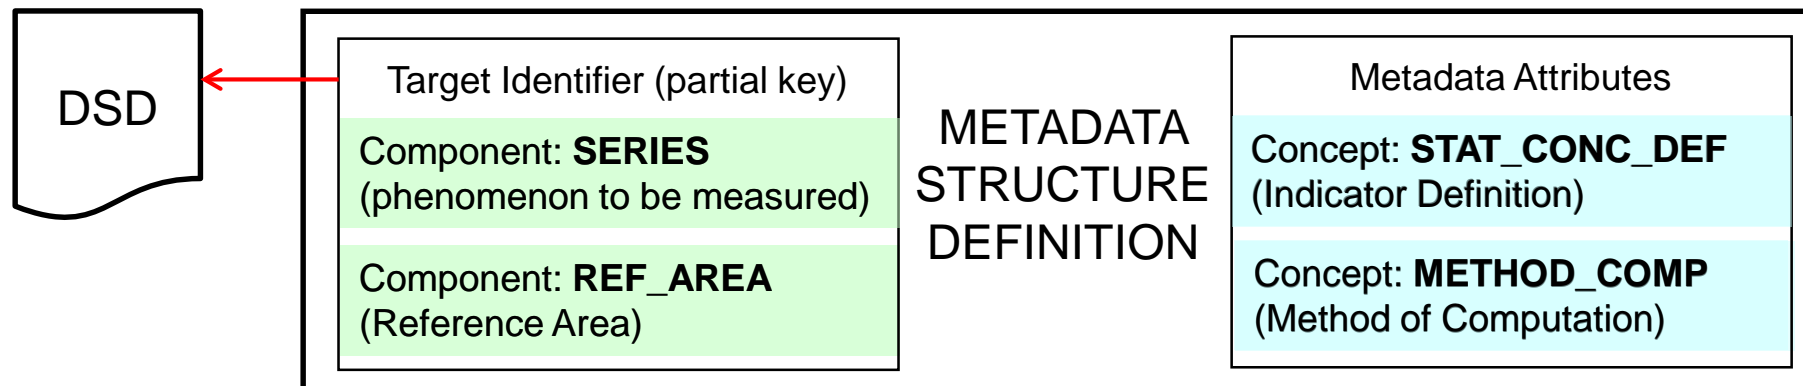 DSD
Target Identifier (partial key)
Component: SERIES
(phenomenon to be measured)
Component: REF_AREA
(Reference Area)
METADATA
STRUCTURE
DEFINITION
Metadata Attributes
Concept: STAT_CONC_DEF
(Indicator Definition)
Concept: METHOD_COMP
(Method of Computation)